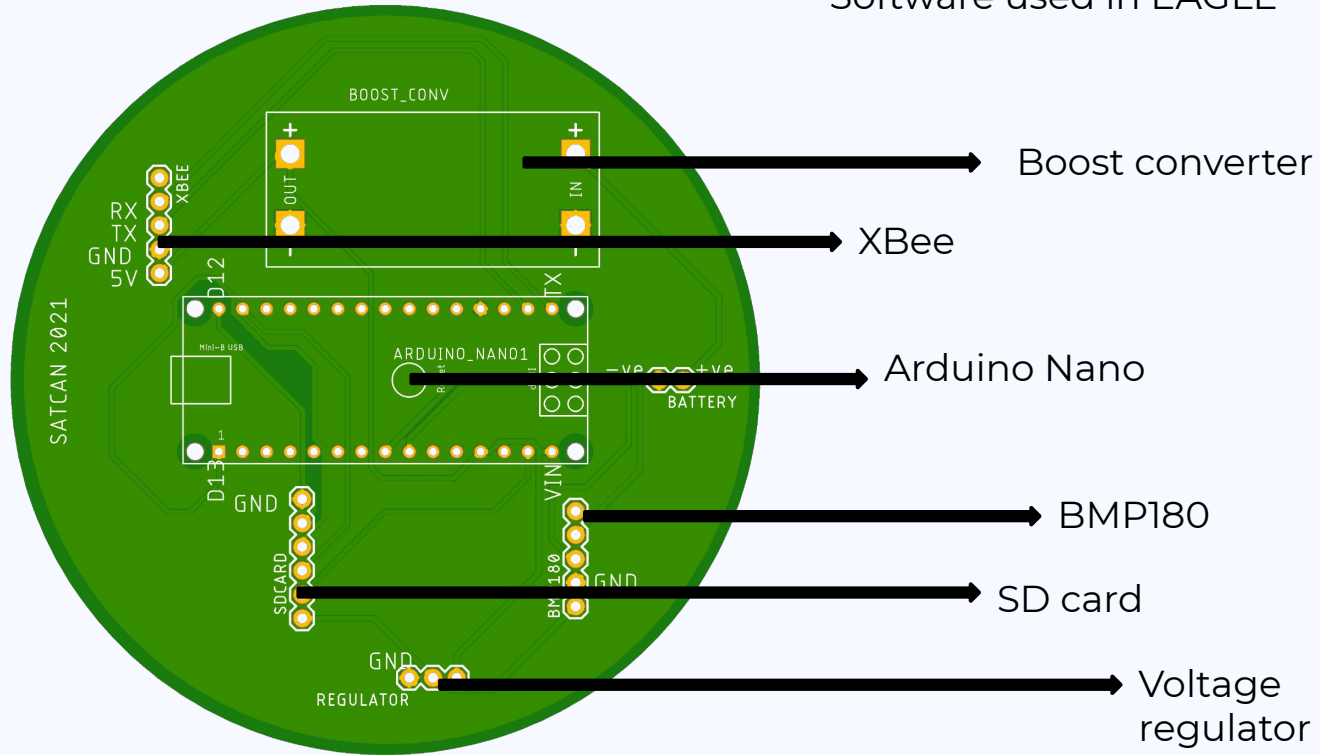 Software used in EAGLE
BOOST_CONV
+ +
OUT IN
- -
Boost converter
XBEE
RX
TX
GND
5V
XBee
SATCAN 2021
D12 TX
Mini-B USB
ARDUINO_NANO1
Reset
-ve +ve
BATTERY
Arduino Nano
1
D13 VIN
GND
SDCARD
BMP180
GND
BMP180
SD card
GND
REGULATOR
Voltage
regulator